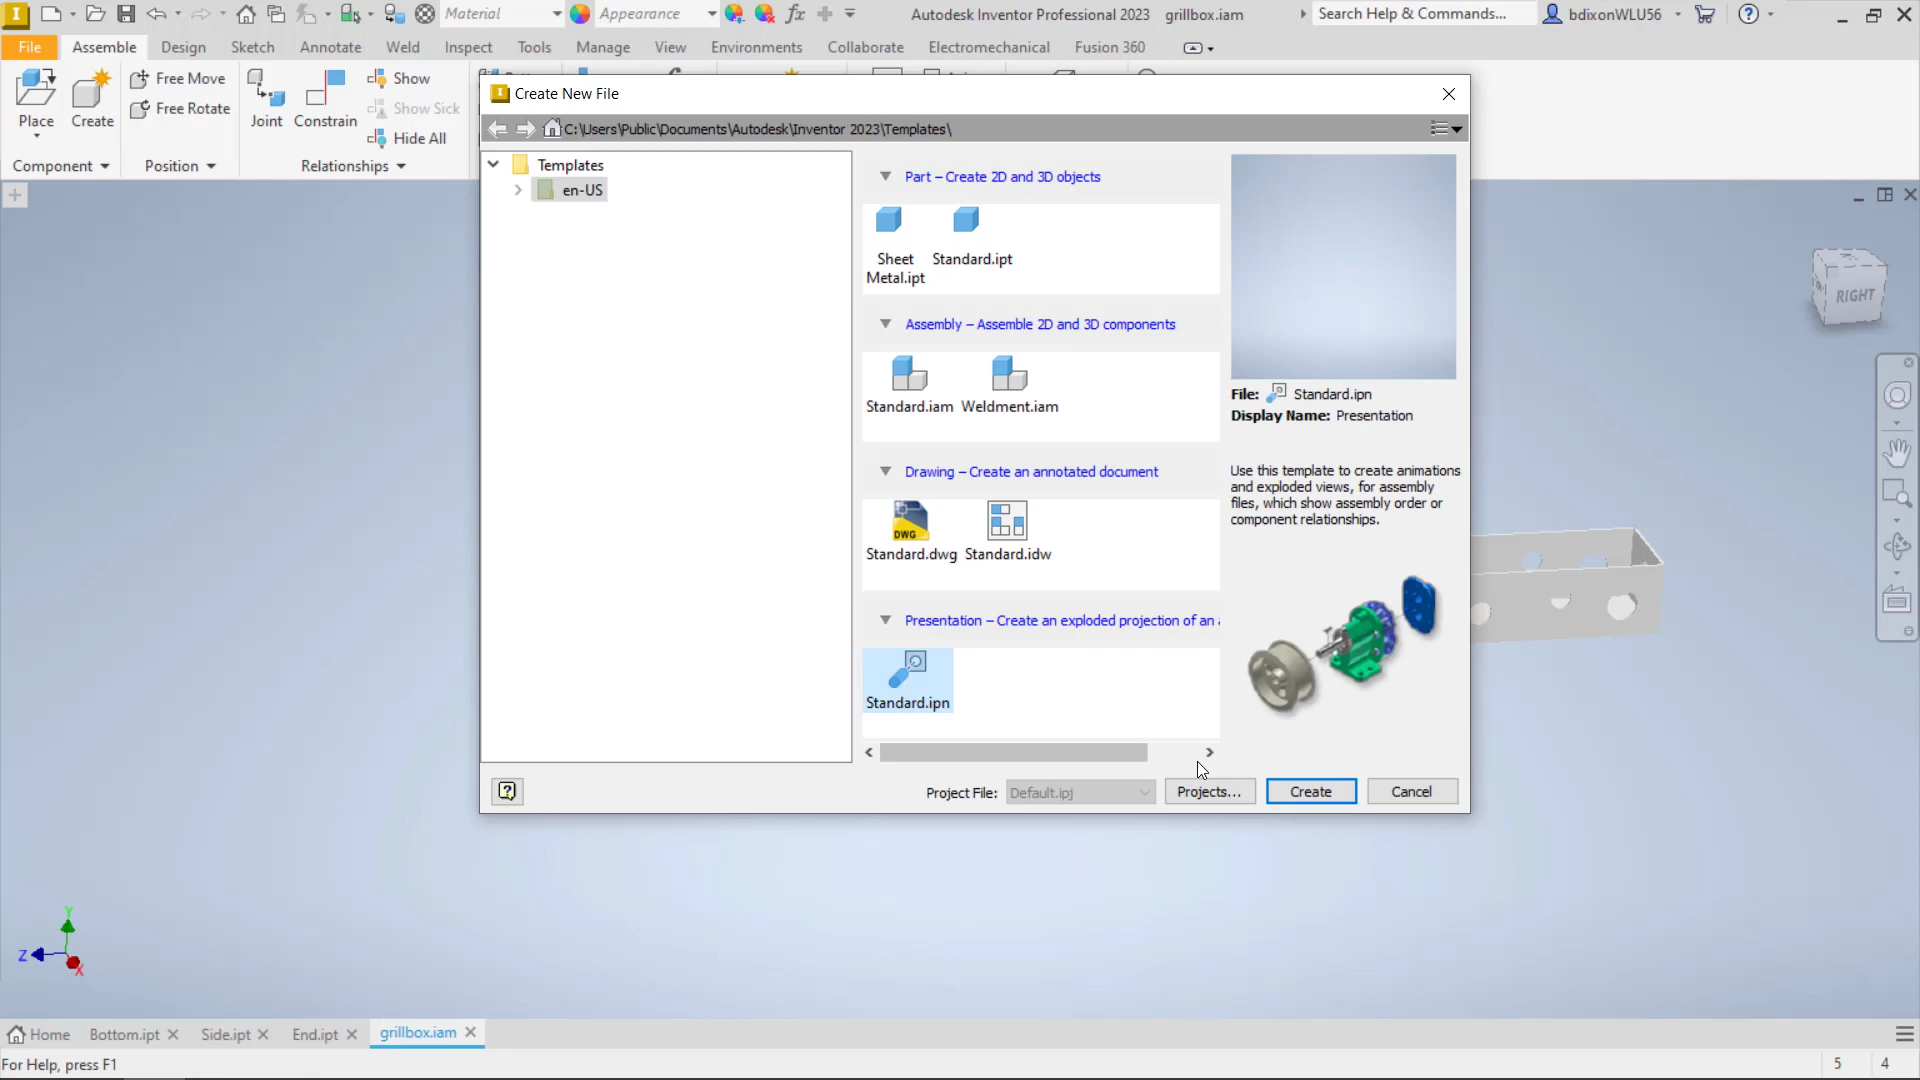 Material
Appearance
Autodesk Inventor Professional 2023 grillbox.iam
Search Help & Commands...
bdixonWLU56
File
Assemble
Design
Sketch
Annotate
Weld
Inspect
Tools
Manage
View
Environments
Collaborate
Electromechanical
Fusion 360
Place
Create
Free Move
Free Rotate
Joint
Constrain
Show
Show Sick
Hide All
Component
Position
Relationships
Create New File
C:\Users\Public\Documents\Autodesk\Inventor 2023\Templates\
Templates
en-US
Part – Create 2D and 3D objects
Sheet
Metal.ipt
Standard.ipt
Assembly – Assemble 2D and 3D components
Standard.iam
Weldment.iam
Drawing – Create an annotated document
DWG
Standard.dwg
Standard.idw
Presentation – Create an exploded projection of an
Standard.ipn
File: Standard.ipn
Display Name: Presentation
Use this template to create animations
and exploded views, for assembly
files, which show assembly order or
component relationships.
Project File: Default.ipj
Projects...
Create
Cancel
RIGHT
Y
Z
X
Home
Bottom.ipt
Side.ipt
End.ipt
grillbox.iam
For Help, press F1
5
4